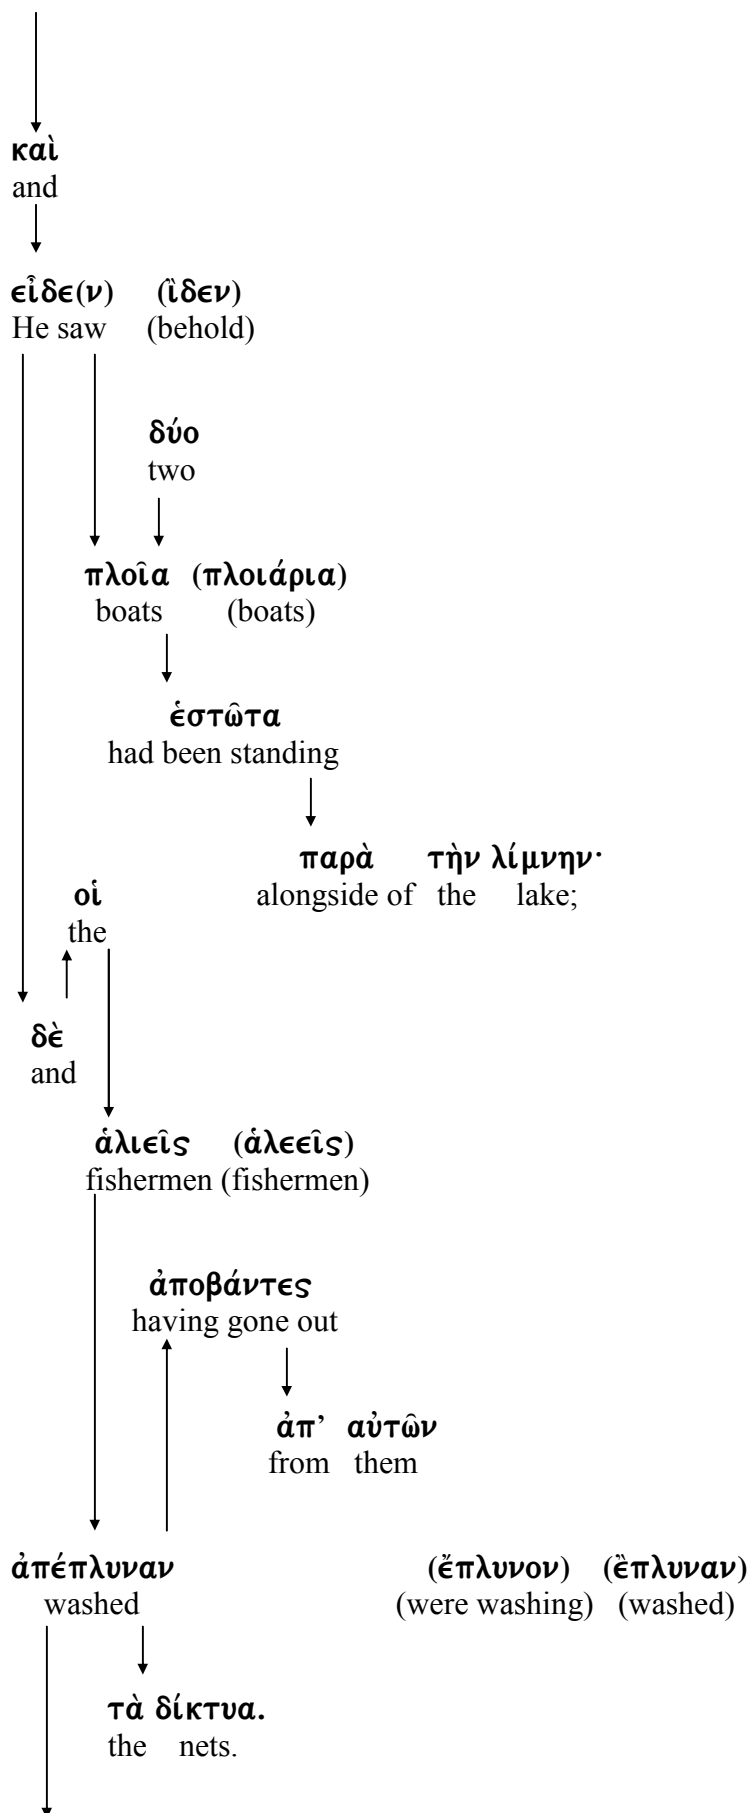 καὶ
and
εἶδε(ν) (ἲδεν)
He saw (behold)
δύο
two
πλοῖα (πλοιάρια)
boats (boats)
ἑστῶτα
had been standing
παρὰ τὴν λίμνην·
alongside of the lake;
οἱ
the
δὲ
and
ἁλιεῖς (ἁλεεῖς)
fishermen (fishermen)
ἀποβάντες
having gone out
ἀπ’ αὐτῶν
from them
ἀπέπλυναν (ἔπλυνον) (ἒπλυναν)
washed (were washing) (washed)
τὰ δίκτυα.
the nets.